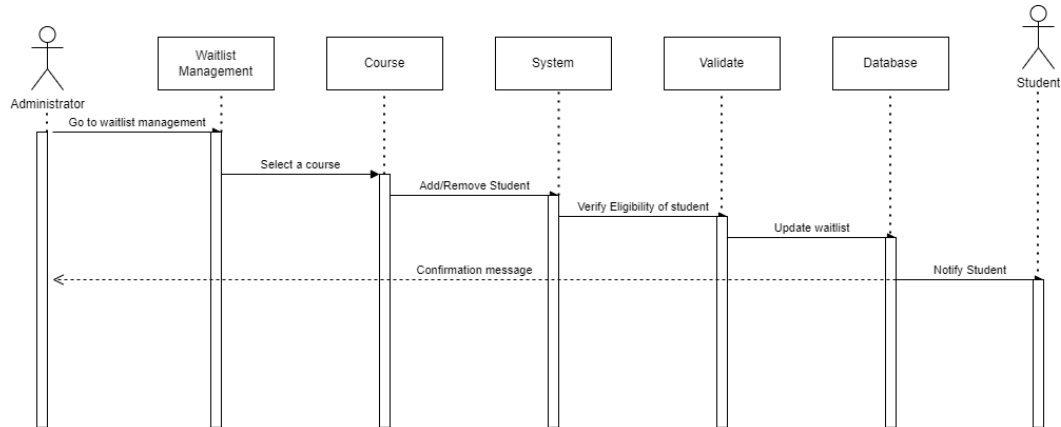 Waitlist
Management
Course
System
Validate
Database
Administrator
Student
Go to waitlist management
Select a course
Add/Remove Student
Verify Eligibility of student
Update waitlist
Confirmation message
Notify Student